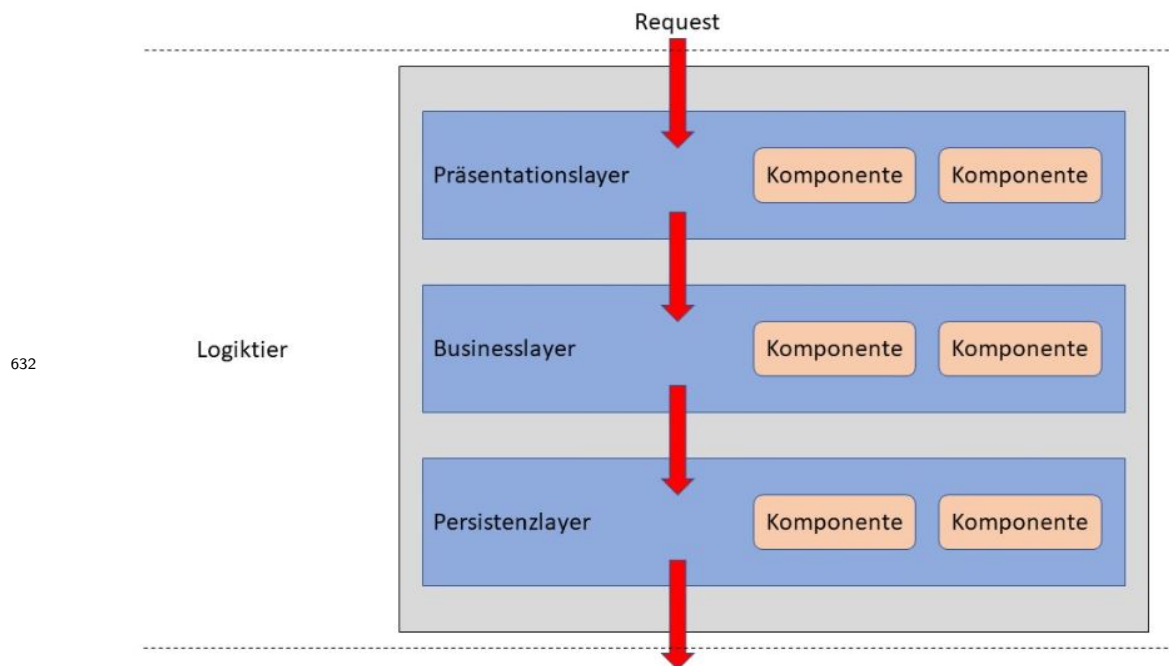 Request
Präsentationslayer
Komponente
Komponente
632
Logiktier
Businesslayer
Komponente
Komponente
Persistenzlayer
Komponente
Komponente